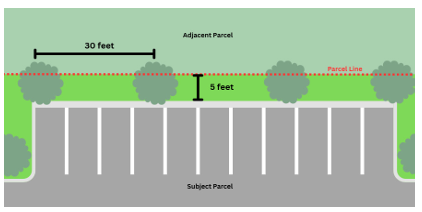 Adjacent Parcel
30 feet
Parcel Line
5 feet
Subject Parcel